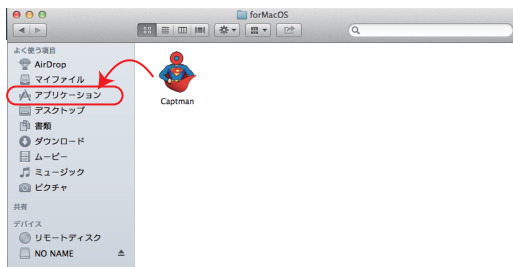 forMacOS
よく使う項目
AirDrop
マイファイル
アプリケーション
デスクトップ
書類
ダウンロード
ムービー
ミュージック
ピクチャ
共有
デバイス
リモートディスク
NO NAME
Captman